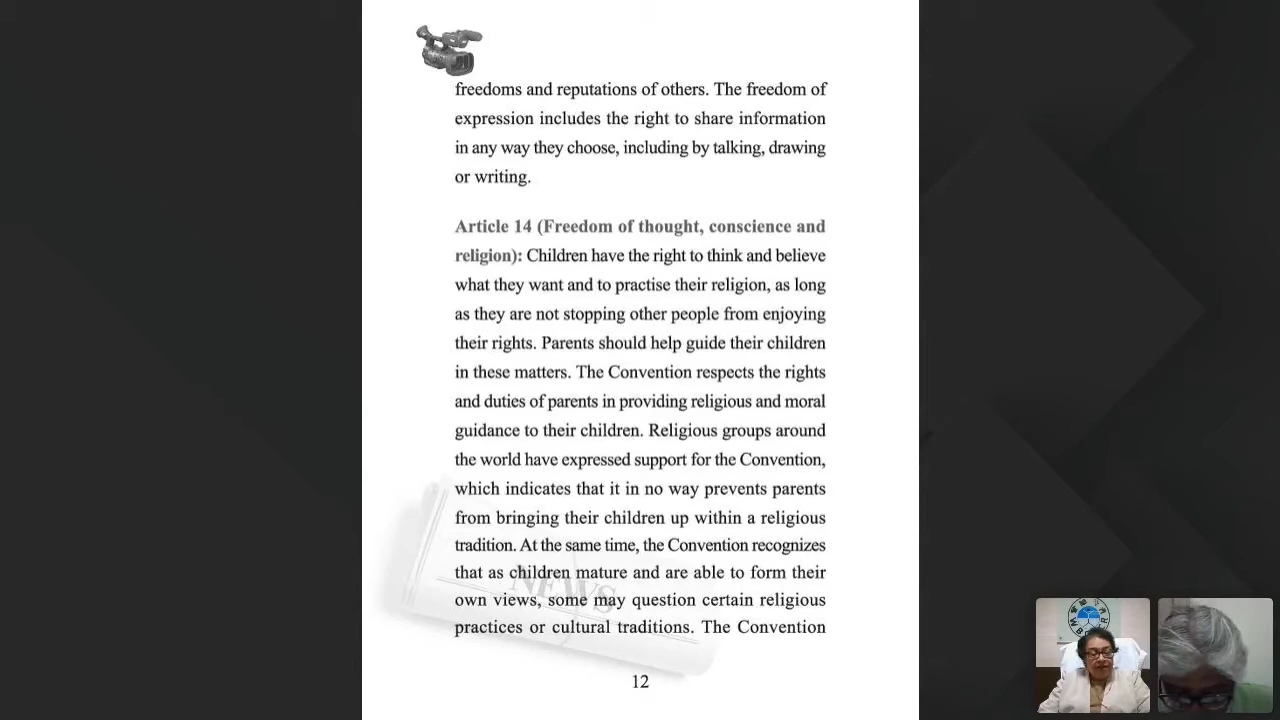 freedoms and reputations of others. The freedom of
expression includes the right to share information
in any way they choose, including by talking, drawing
or writing.
Article 14 (Freedom of thought, conscience and
religion): Children have the right to think and believe
what they want and to practise their religion, as long
as they are not stopping other people from enjoying
their rights. Parents should help guide their children
in these matters. The Convention respects the rights
and duties of parents in providing religious and moral
guidance to their children. Religious groups around
the world have expressed support for the Convention,
which indicates that it in no way prevents parents
from bringing their children up within a religious
tradition. At the same time, the Convention recognizes
that as children mature and are able to form their
NEWS
own views, some may question certain religious
practices or cultural traditions. The Convention
12